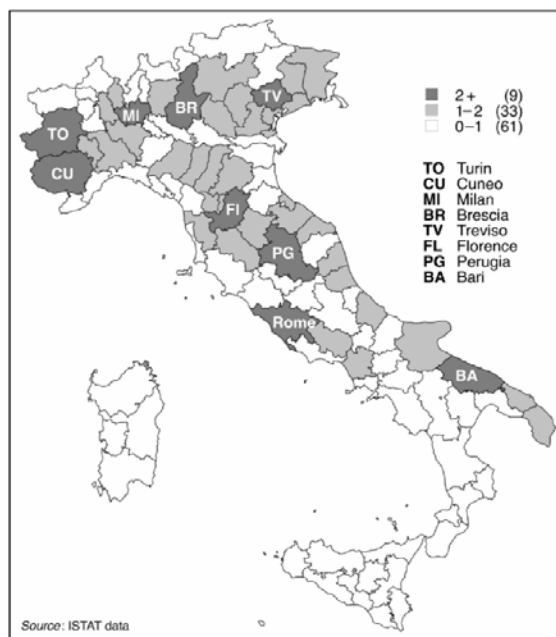 2+ (9)
1–2 (33)
0–1 (61)
TO Turin
CU Cuneo
MI Milan
BR Brescia
TV Treviso
FL Florence
PG Perugia
BA Bari
TV
MI
BR
TO
CU
FI
PG
Rome
BA
Source: ISTAT data